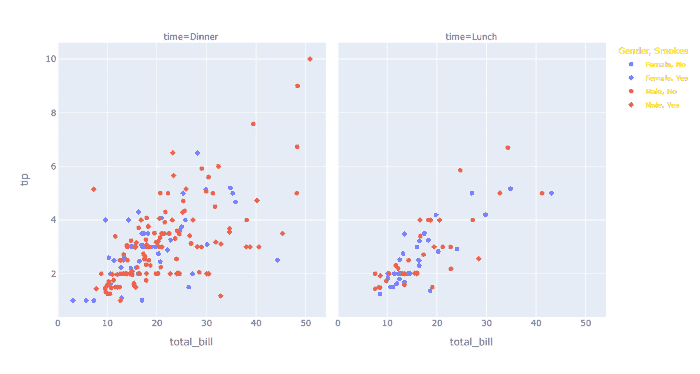 time=Dinner
time=Lunch
Gender, Smokes
Female, No
Female, Yes
Male, No
Male, Yes
tip
10
8
6
4
2
0
10
20
30
40
50
0
10
20
30
40
50
total_bill
total_bill